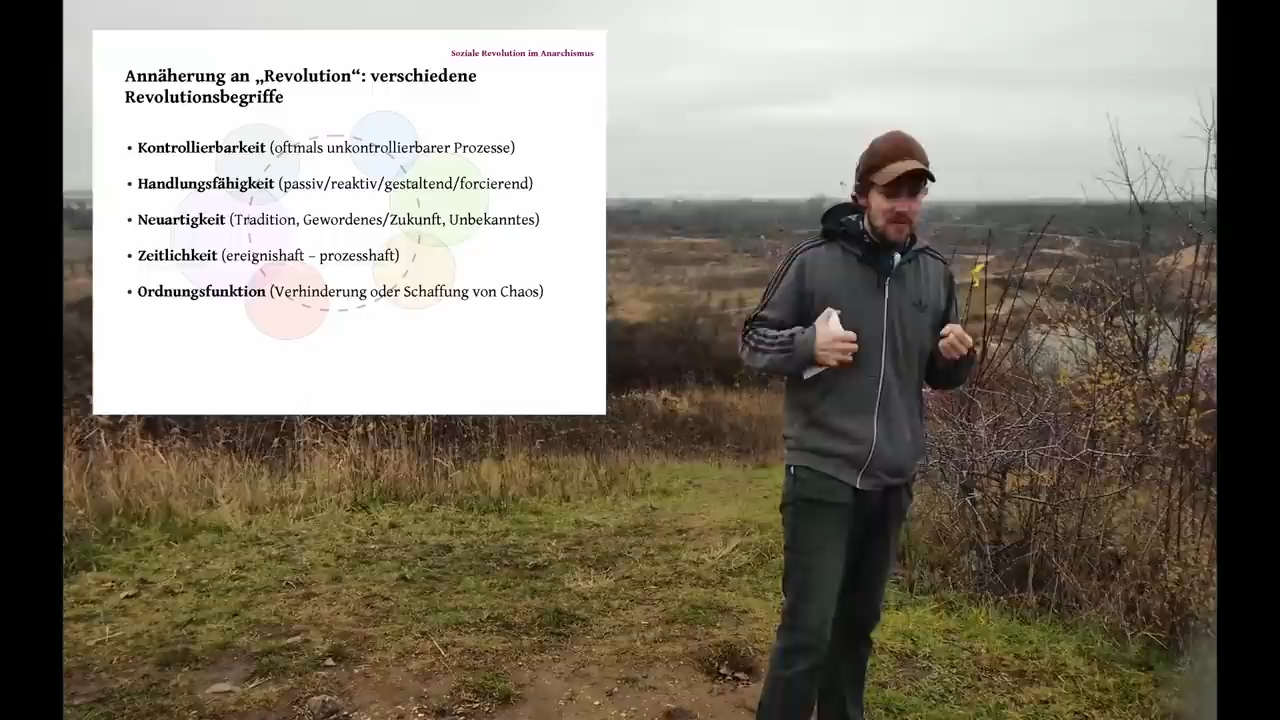 Soziale Revolution im Anarchismus
Annäherung an „Revolution“: verschiedene
Revolutionsbegriffe
• Kontrollierbarkeit (oftmals unkontrollierbarer Prozesse)
• Handlungsfähigkeit (passiv/reaktiv/gestaltend/forcierend)
• Neuartigkeit (Tradition, Gewordenes/Zukunft, Unbekanntes)
• Zeitlichkeit (ereignishaft – prozesshaft)
• Ordnungsfunktion (Verhinderung oder Schaffung von Chaos)